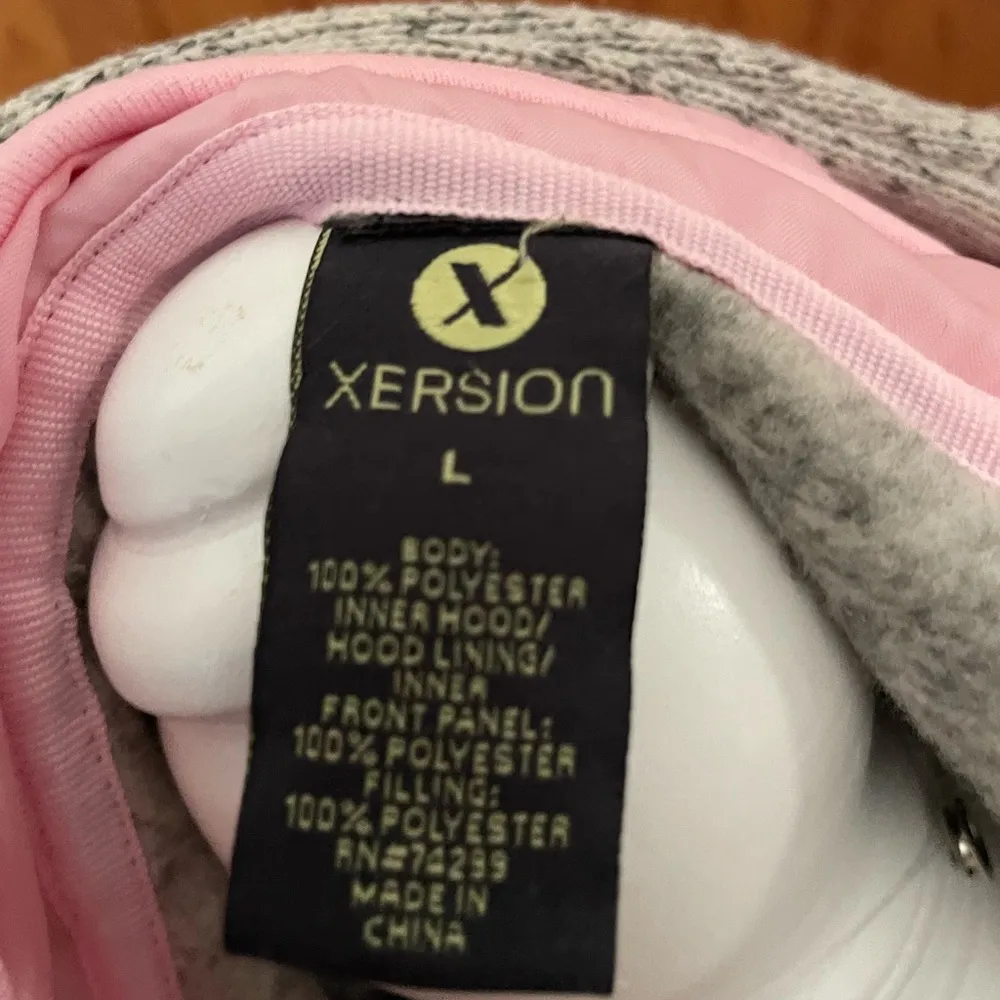 X
XERSION
L
BODY:
100% POLYESTER
INNER HOOD/
HOOD LINING/
INNER
FRONT PANEL:
100% POLYESTER
FILLING:
100% POLYESTER
RN#74299
MADE IN
CHINA